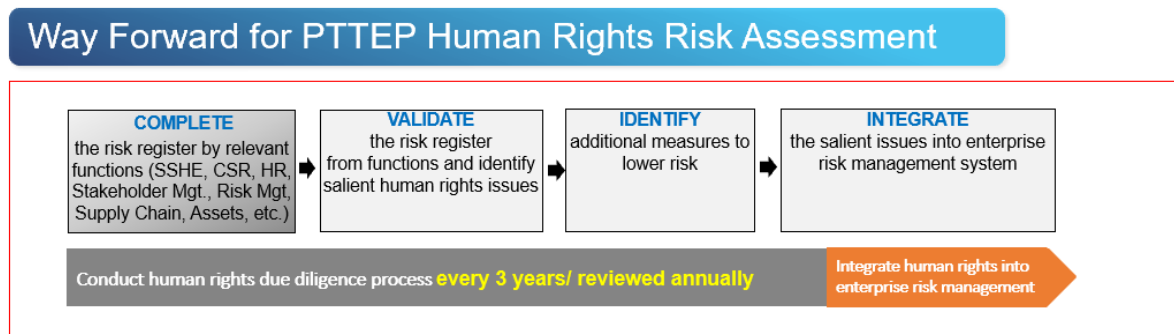 Way Forward for PTTEP Human Rights Risk Assessment
COMPLETE
the risk register by relevant
functions (SSHE, CSR, HR,
Stakeholder Mgt., Risk Mgt,
Supply Chain, Assets, etc.)
VALIDATE
the risk register
from functions and identify
salient human rights issues
IDENTIFY
additional measures to
lower risk
INTEGRATE
the salient issues into enterprise
risk management system
Conduct human rights due diligence process every 3 years/ reviewed annually
Integrate human rights into
enterprise risk management